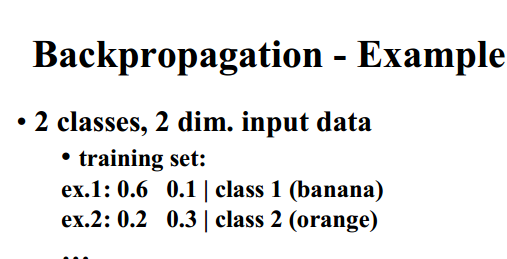 Backpropagation - Example
• 2 classes, 2 dim. input data
• training set:
ex.1: 0.6 0.1 | class 1 (banana)
ex.2: 0.2 0.3 | class 2 (orange)
...